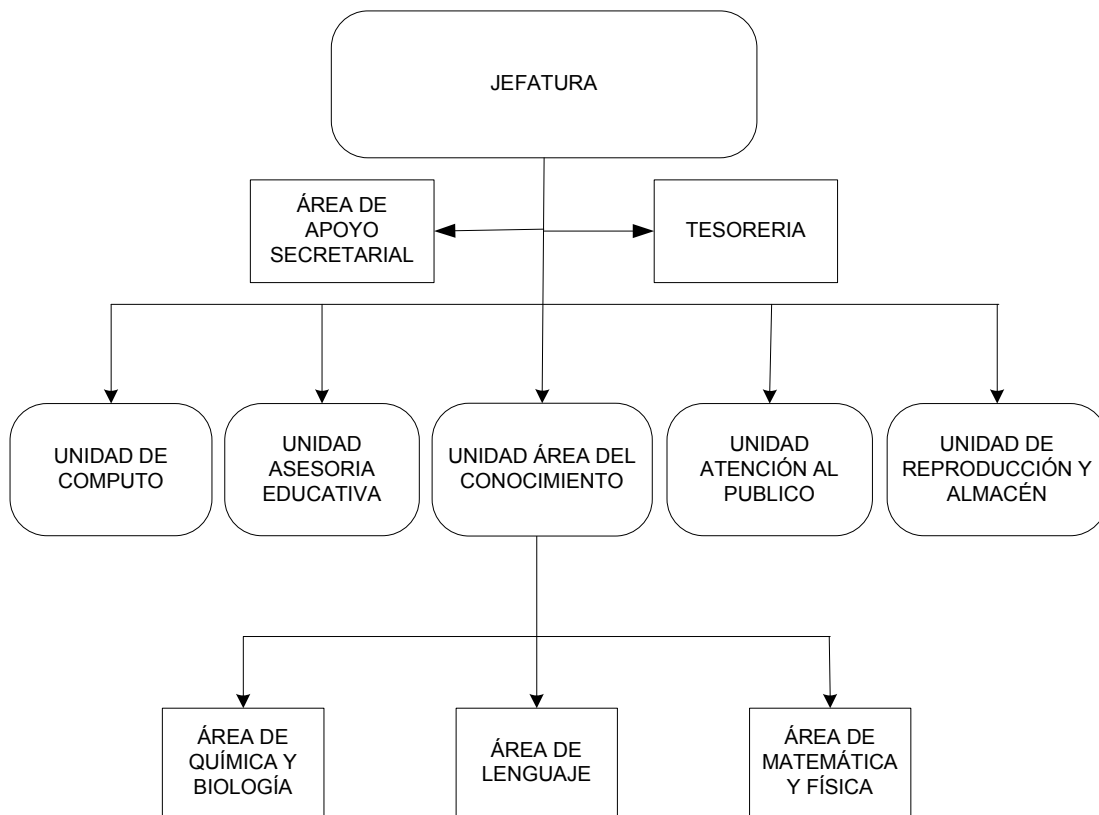 JEFATURA
ÁREA DE
APOYO
SECRETARIAL
TESORERIA
UNIDAD DE
COMPUTO
UNIDAD
ASESORIA
EDUCATIVA
UNIDAD ÁREA DEL
CONOCIMIENTO
UNIDAD
ATENCIÓN AL
PUBLICO
UNIDAD DE
REPRODUCCIÓN Y
ALMACÉN
ÁREA DE
QUÍMICA Y
BIOLOGÍA
ÁREA DE
LENGUAJE
ÁREA DE
MATEMÁTICA
Y FÍSICA